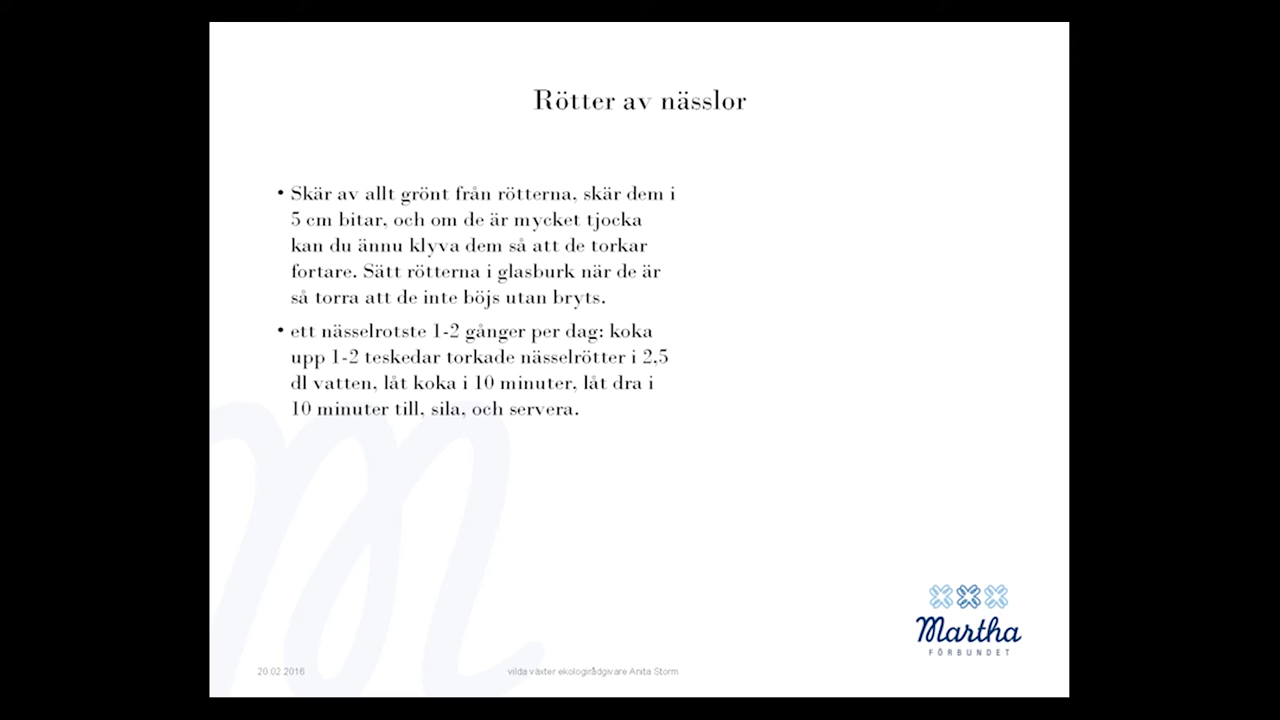 Rötter av nässlor
• Skär av allt grönt från rötterna, skär dem i
5 cm bitar, och om de är mycket tjocka
kan du ännu klyva dem så att de torkar
fortare. Sätt rötterna i glasburk när de är
så torra att de inte böjs utan bryts.
• ett nässelrotste 1-2 gånger per dag: koka
upp 1-2 teskedar torkade nässelrötter i 2,5
dl vatten, låt koka i 10 minuter, låt dra i
10 minuter till, sila, och servera.
Martha
FÖRBUNDET
20.02.2016
vilda växter ekologirådgivare Anita Storm